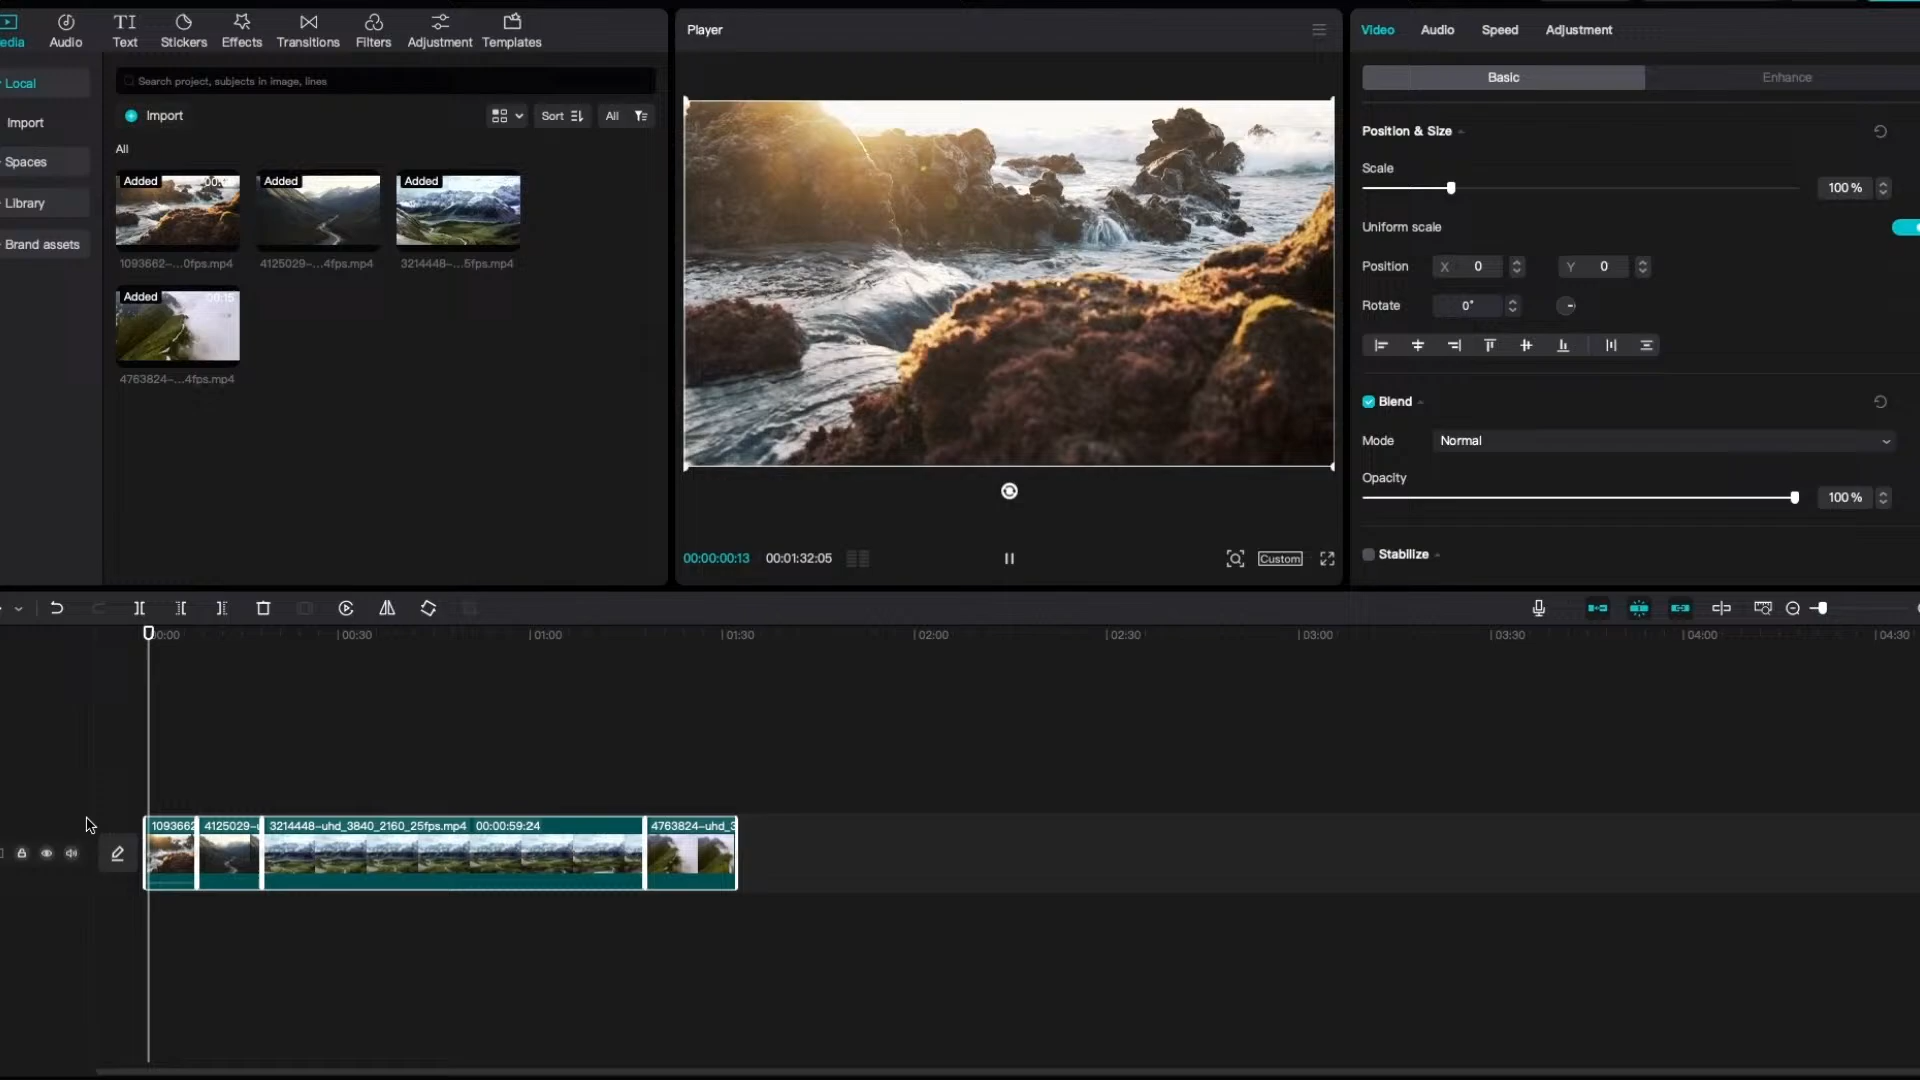 edia
Audio
Text
Stickers
Effects
Transitions
Filters
Adjustment
Templates
Local
Import
Spaces
Library
Brand assets
Search project, subjects in image, lines
Import
Sort
All
All
Added
Added
Added
1093662-...0fps.mp4
4125029-...4fps.mp4
3214448-...5fps.mp4
Added
00:15
4763824-...4fps.mp4
Player
00:00:00:13
00:01:32:05
Custom
Video
Audio
Speed
Adjustment
Basic
Enhance
Position & Size
Scale
100%
Uniform scale
Position
X
0
Y
0
Rotate
0°
Blend
Mode
Normal
Opacity
100%
Stabilize
00:00
00:30
01:00
01:30
02:00
02:30
03:00
03:30
04:00
04:30
1093662
4125029-u
3214448-uhd_3840_2160_25fps.mp4 00:00:59:24
4763824-uhd_3